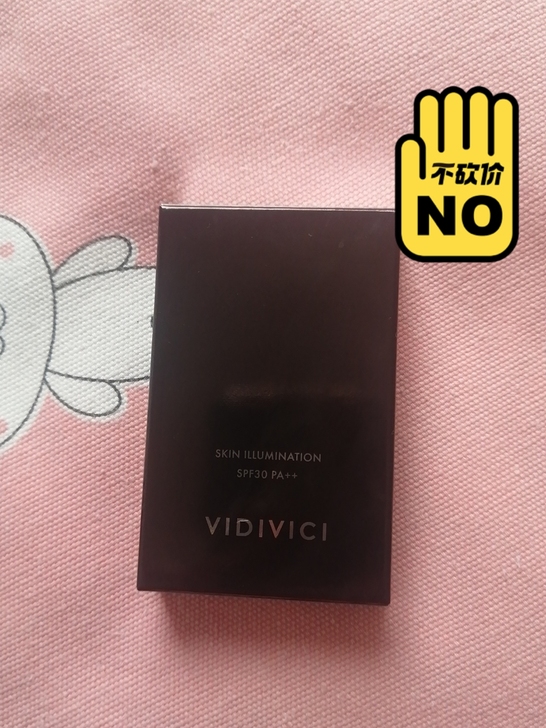 不砍价
NO
SKIN ILLUMINATION
SPF30 PA++
VIDIVICI